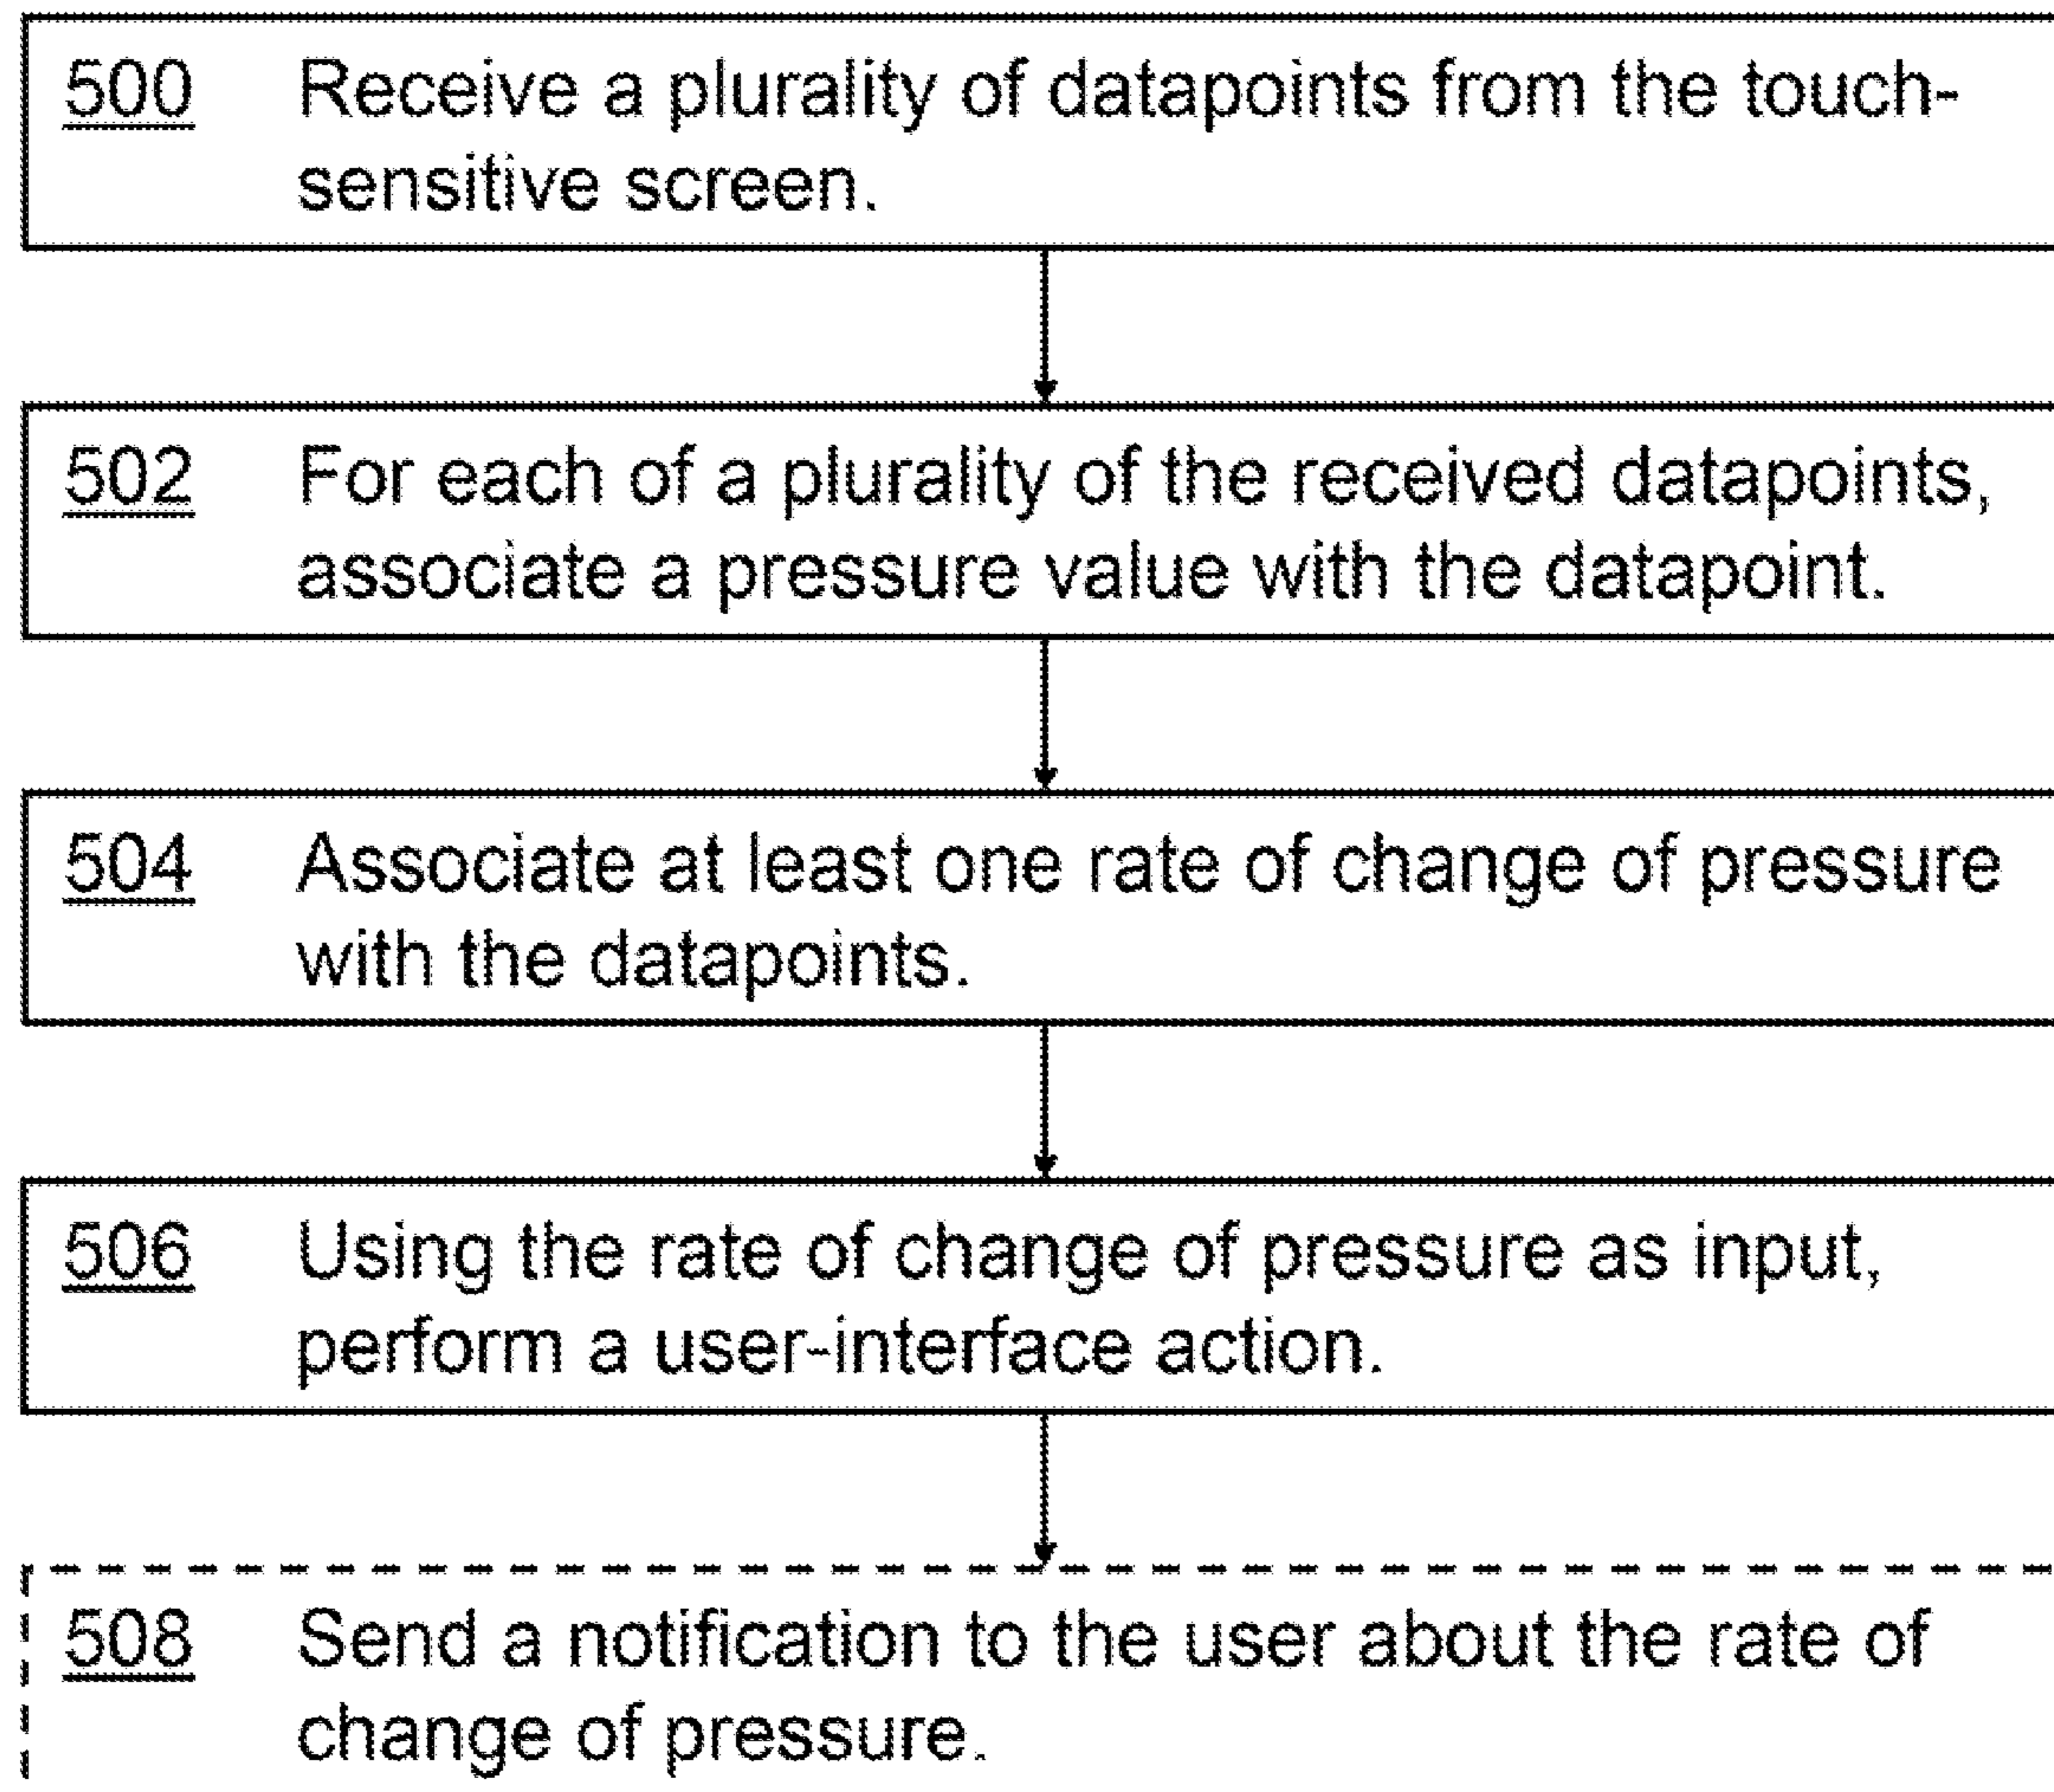 500 Receive a plurality of datapoints from the touch-
sensitive screen.
502 For each of a plurality of the received datapoints,
associate a pressure value with the datapoint.
504 Associate at least one rate of change of pressure
with the datapoints.
506 Using the rate of change of pressure as input,
perform a user-interface action.
508 Send a notification to the user about the rate of
change of pressure.